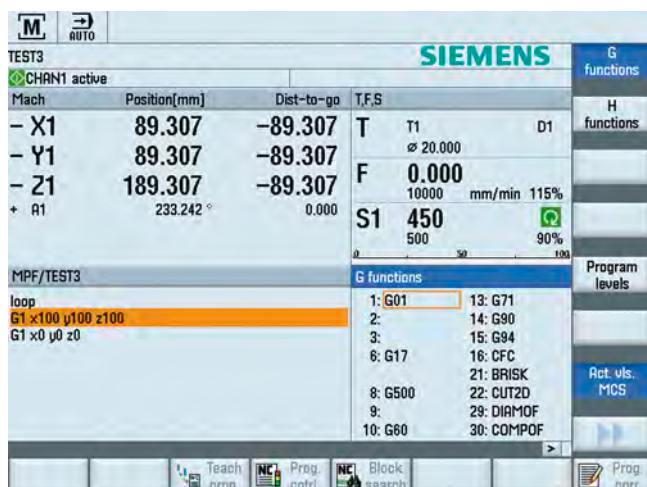 M
AUTO
TEST3
SIEMENS
G functions
CHAN1 active
H functions
Mach Position[mm] Dist-to-go T,F,S
- X1 89.307 -89.307
- Y1 89.307 -89.307
- Z1 189.307 -89.307
+ A1 233.242 ° 0.000
T T1 D1
ø 20.000
F 0.000
10000 mm/min 115%
S1 450
500 90%
0 50 100
Program levels
MPF/TEST3
loop
G1 x100 y100 z100
G1 x0 y0 z0
G functions
1: G01 13: G71
2: 14: G90
3: 15: G94
6: G17 16: CFC
21: BRISK
8: G500 22: CUT2D
9: 29: DIAMOF
10: G60 30: COMPOF
>
Act. vls. MCS
Teach prog.
NC Prog. cntrl.
NC Block search
Prog. corr.